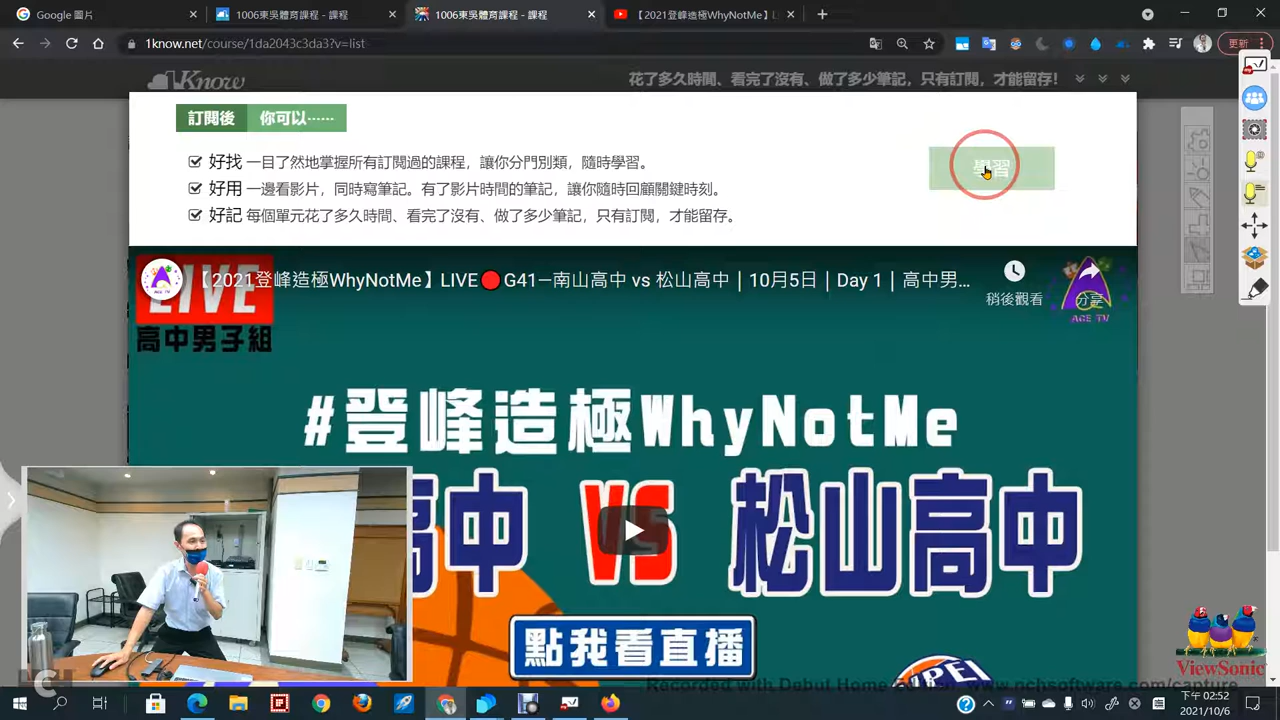 Google 圖片
1006東吳體育課程 - 課程
1006東吳體育課程 - 課程
【2021登峰造極WhyNotMe】L
1know.net/course/1da2043c3da3?v=list
更新
1Know
花了多久時間、看完了沒有、做了多少筆記，只有訂閱，才能留存！
訂閱後 你可以……
好找 一目了然地掌握所有訂閱過的課程，讓你分門別類，隨時學習。
學習
好用 一邊看影片，同時寫筆記。有了影片時間的筆記，讓你隨時回顧關鍵時刻。
好記 每個單元花了多久時間、看完了沒有、做了多少筆記，只有訂閱，才能留存。
【2021登峰造極WhyNotMe】LIVE🔴G41—南山高中 vs 松山高中｜10月5日｜Day 1｜高中男...
稍後觀看
分享
ACE TV
LIVE
高中男子組
#登峰造極WhyNotMe
高中 VS 松山高中
點我看直播
ViewSonic
Recorded with Debut Home Edition. www.nchsoftware.com/capture
下午 02:52
2021/10/6